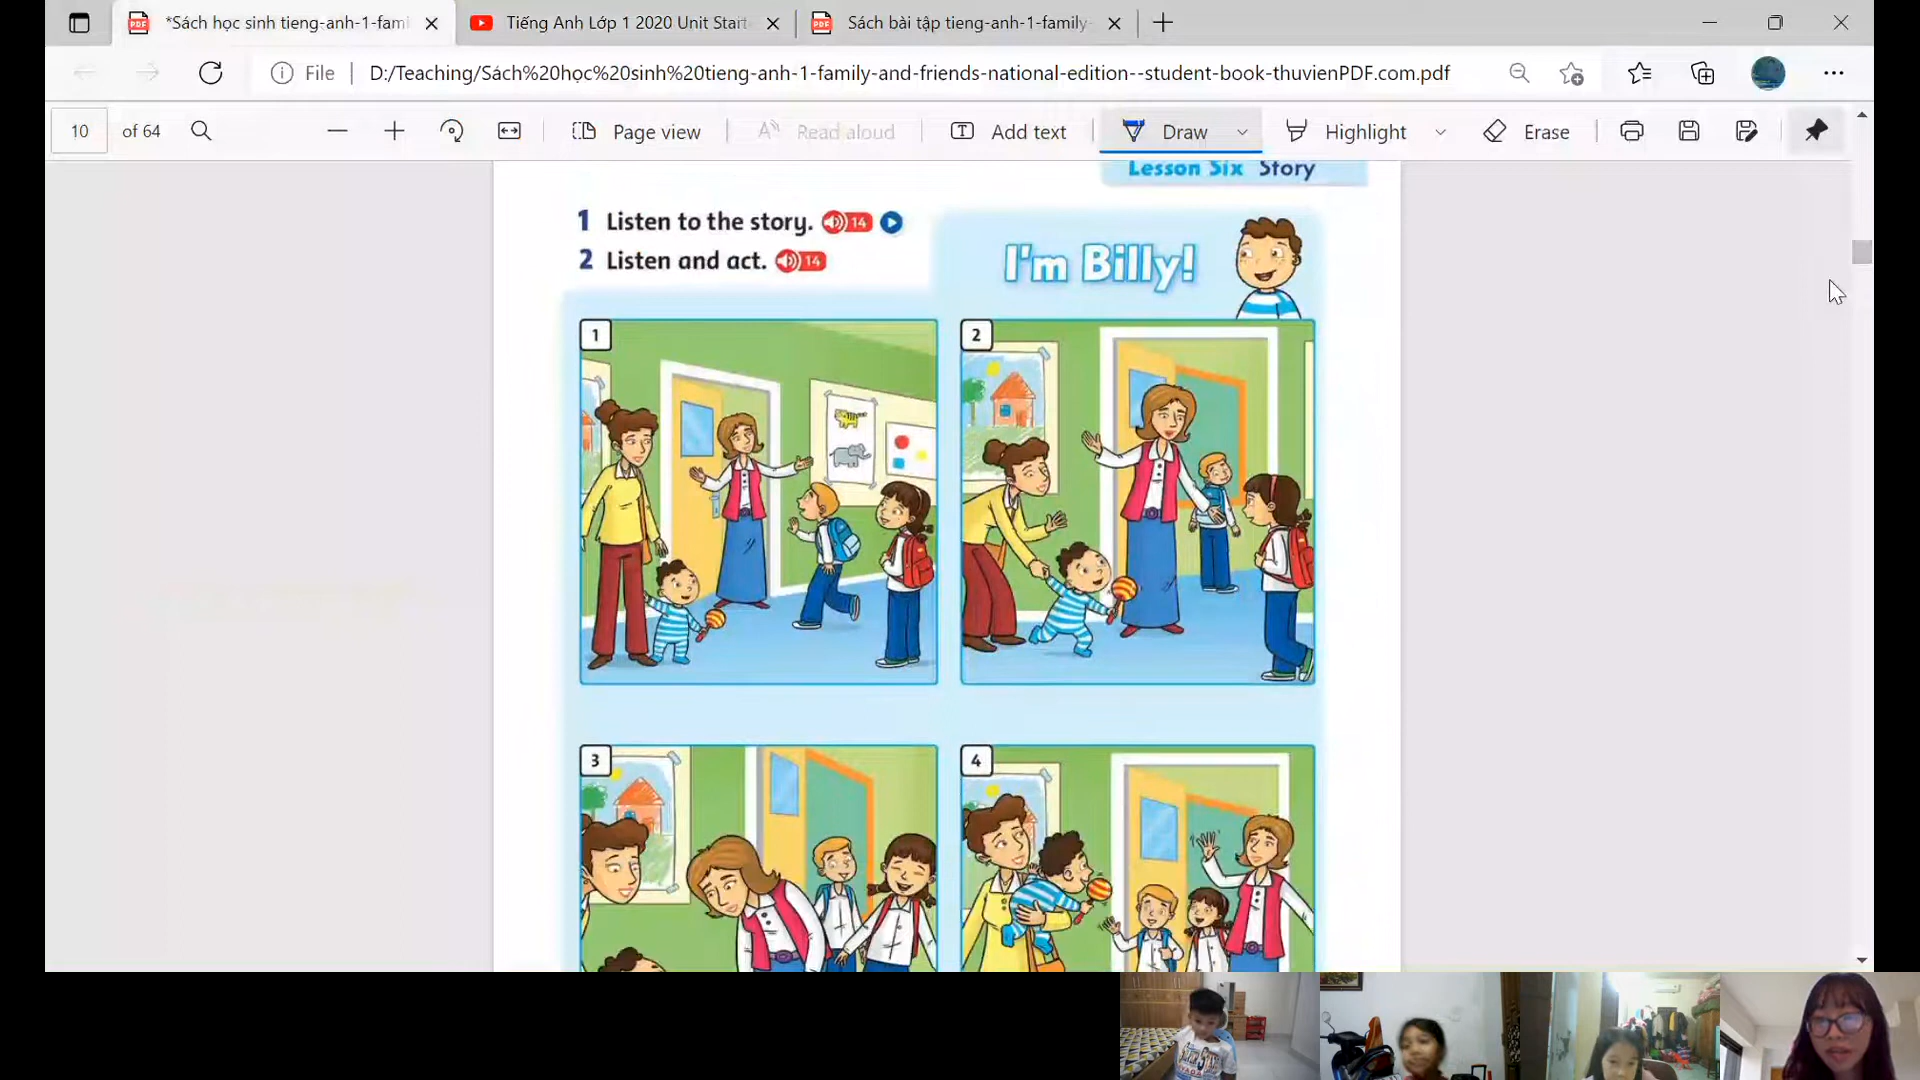 *Sách học sinh tieng-anh-1-fami
Tiếng Anh Lớp 1 2020 Unit Start
Sách bài tập tieng-anh-1-family-
File
D:/Teaching/Sách%20học%20sinh%20tieng-anh-1-family-and-friends-national-edition--student-book-thuvienPDF.com.pdf
10 of 64
Page view
Read aloud
Add text
Draw
Highlight
Erase
Lesson Six Story
1 Listen to the story. 14
2 Listen and act. 14
I'm Billy!
1
2
3
4